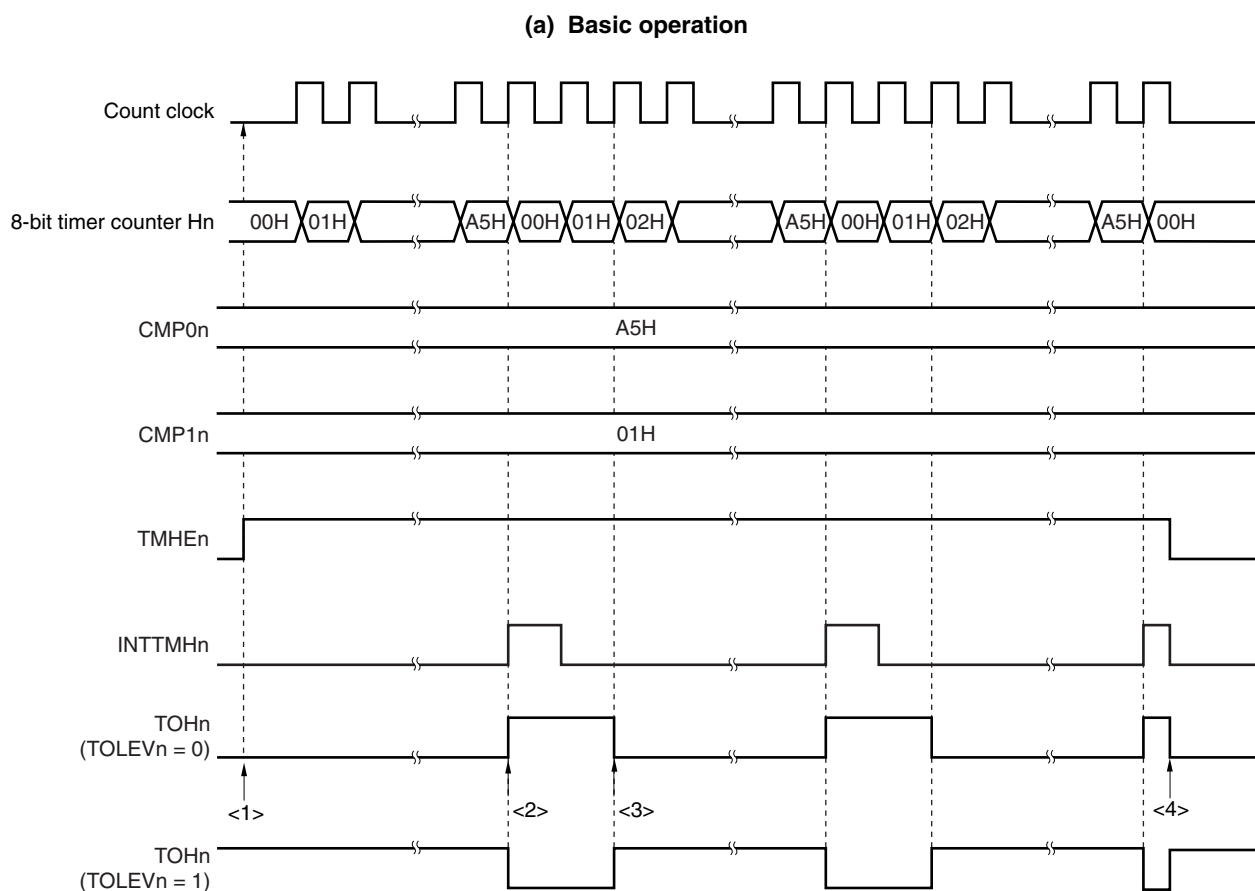 (a) Basic operation
Count clock
8-bit timer counter Hn 00H 01H A5H 00H 01H 02H A5H 00H 01H 02H A5H 00H
CMP0n A5H
CMP1n 01H
TMHEn
INTTMHn
TOHn
(TOLEVn = 0)
<1> <2> <3> <4>
TOHn
(TOLEVn = 1)